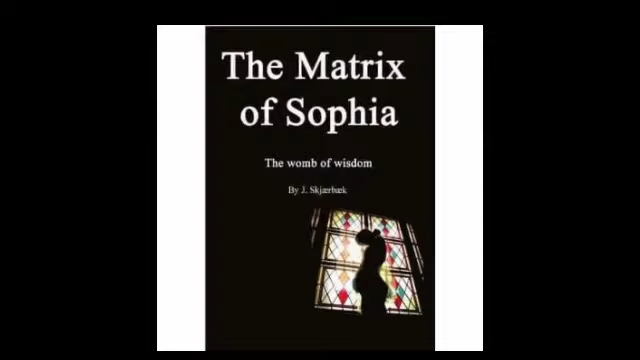 The Matrix
of Sophia
The womb of wisdom
By J. Skjærbæk